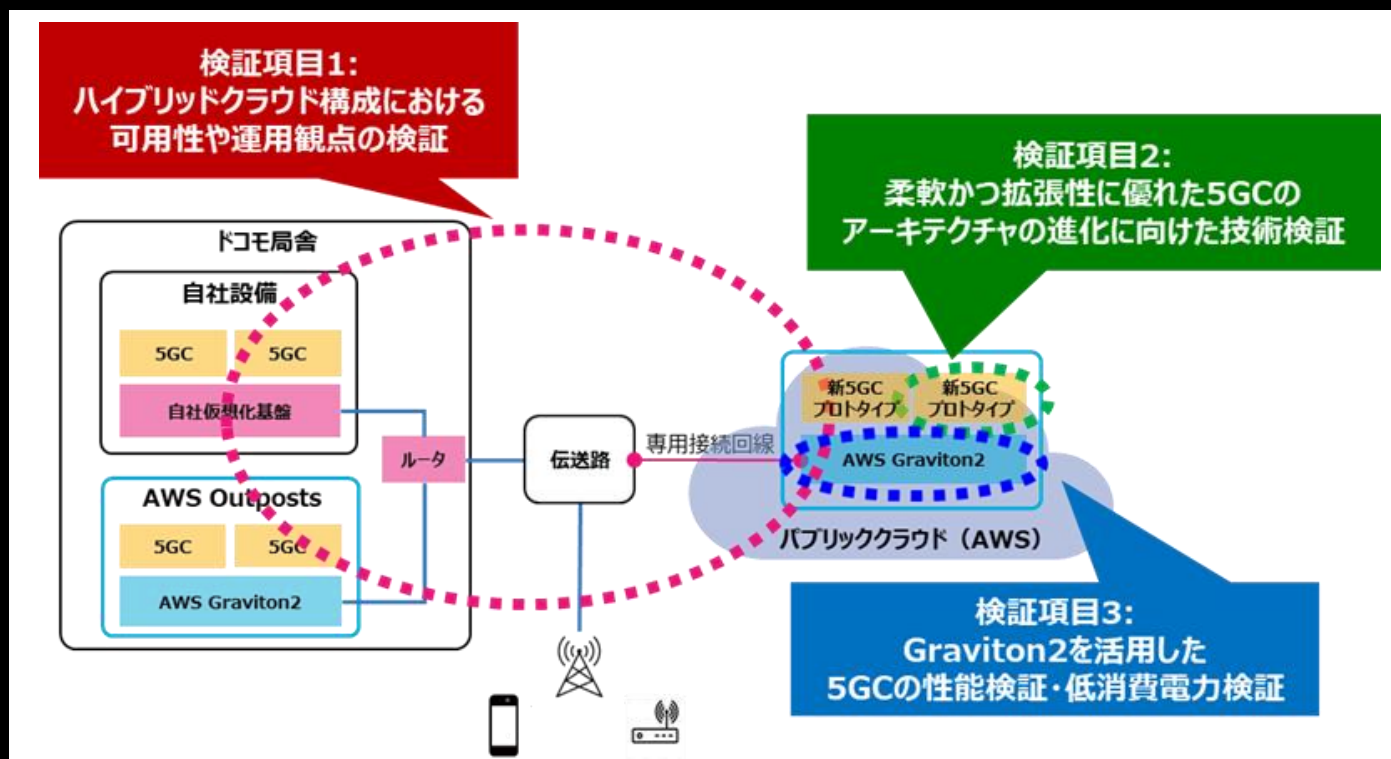 検証項目1:
ハイブリッドクラウド構成における
可用性や運用観点の検証
検証項目2:
柔軟かつ拡張性に優れた5GCの
アーキテクチャの進化に向けた技術検証
ドコモ局舎
自社設備
5GC
5GC
自社仮想化基盤
ルータ
AWS Outposts
5GC
5GC
AWS Graviton2
伝送路
専用接続回線
新5GC
プロトタイプ
新5GC
プロトタイプ
AWS Graviton2
パブリッククラウド（AWS）
検証項目3:
Graviton2を活用した
5GCの性能検証・低消費電力検証